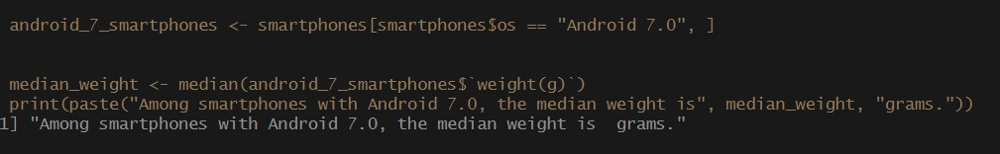 android_7_smartphones <- smartphones[smartphones$os == "Android 7.0", ]
median_weight <- median(android_7_smartphones$`weight(g)`)
print(paste("Among smartphones with Android 7.0, the median weight is", median_weight, "grams."))
1] "Among smartphones with Android 7.0, the median weight is  grams."